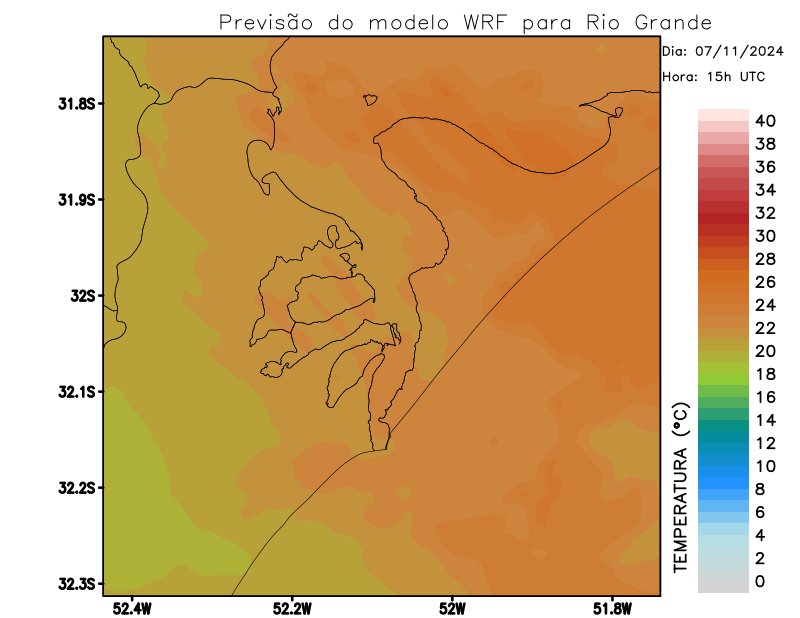 Previsão do modelo WRF para Rio Grande
Dia: 07/11/2024
Hora: 15h UTC
31.8S
31.9S
32S
32.1S
32.2S
32.3S
52.4W
52.2W
52W
51.8W
TEMPERATURA (°C)
40
38
36
34
32
30
28
26
24
22
20
18
16
14
12
10
8
6
4
2
0